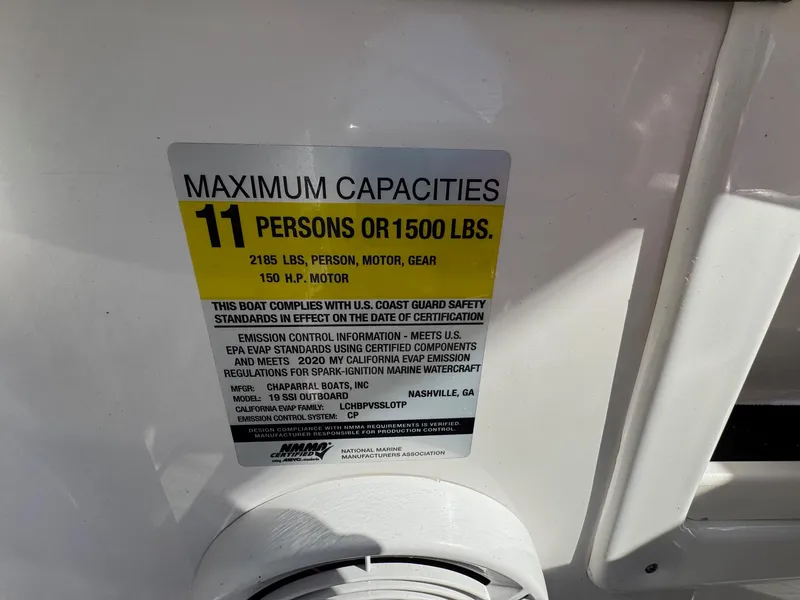 MAXIMUM CAPACITIES
11 PERSONS OR 1500 LBS.
2185 LBS, PERSON, MOTOR, GEAR
150 H.P. MOTOR
THIS BOAT COMPLIES WITH U.S. COAST GUARD SAFETY
STANDARDS IN EFFECT ON THE DATE OF CERTIFICATION
EMISSION CONTROL INFORMATION - MEETS U.S.
EPA EVAP STANDARDS USING CERTIFIED COMPONENTS
AND MEETS 2020 MY CALIFORNIA EVAP EMISSION
REGULATIONS FOR SPARK-IGNITION MARINE WATERCRAFT
MFGR: CHAPARRAL BOATS, INC
MODEL: 19 SSI OUTBOARD NASHVILLE, GA
CALIFORNIA EVAP FAMILY: LCHBPVSSLOTP
EMISSION CONTROL SYSTEM: CP
DESIGN COMPLIANCE WITH NMMA REQUIREMENTS IS VERIFIED.
MANUFACTURER RESPONSIBLE FOR PRODUCTION CONTROL.
NMMA
CERTIFIED
using ABYC standards
NATIONAL MARINE
MANUFACTURERS ASSOCIATION